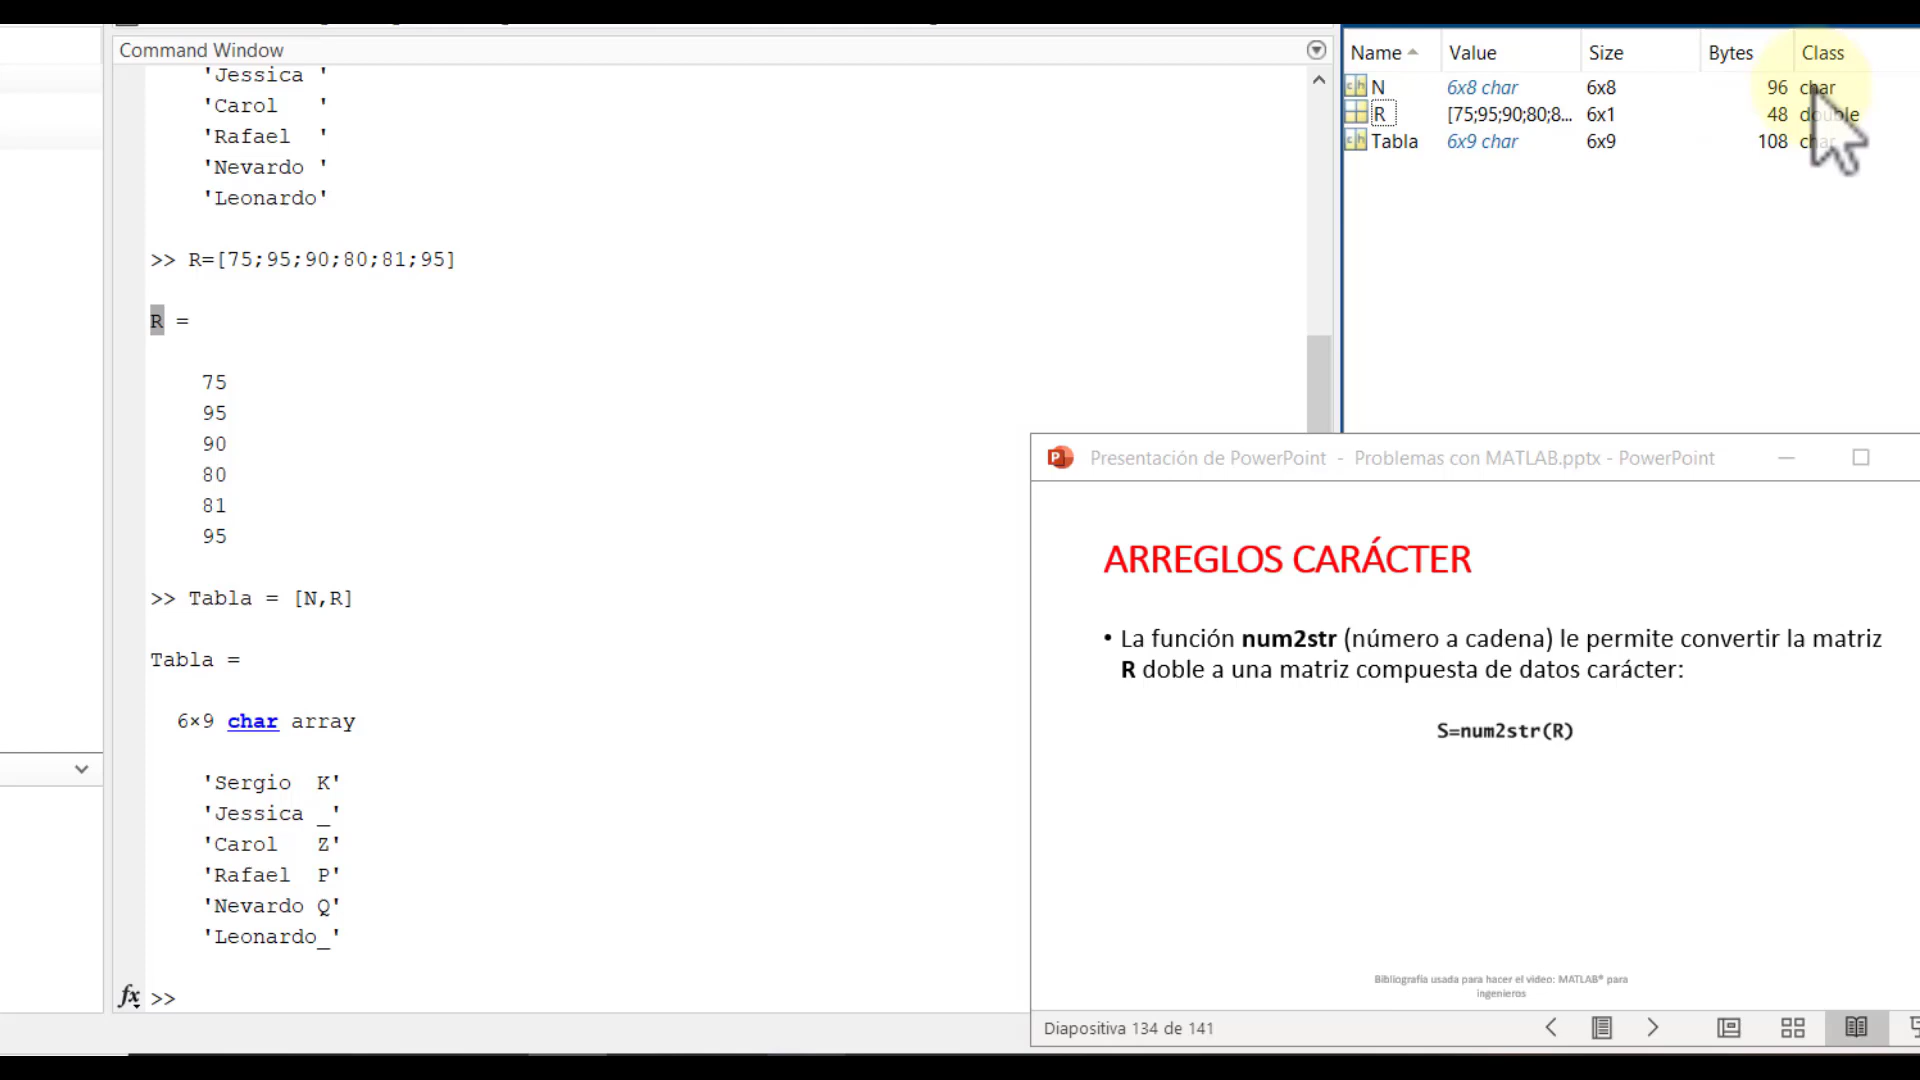 Command Window
'Jessica '
'Carol   '
'Rafael  '
'Nevardo '
'Leonardo'
>> R=[75;95;90;80;81;95]
R =
75
95
90
80
81
95
>> Tabla = [N,R]
Tabla =
6×9 char array
'Sergio  K'
'Jessica _'
'Carol   Z'
'Rafael  P'
'Nevardo Q'
'Leonardo_'
fx >>
Name Value Size Bytes Class
N 6x8 char 6x8 96 char
R [75;95;90;80;8... 6x1 48 double
Tabla 6x9 char 6x9 108 char
Presentación de PowerPoint - Problemas con MATLAB.pptx - PowerPoint
ARREGLOS CARÁCTER
• La función num2str (número a cadena) le permite convertir la matriz
R doble a una matriz compuesta de datos carácter:
S=num2str(R)
Bibliografía usada para hacer el video: MATLAB® para
ingenieros
Diapositiva 134 de 141